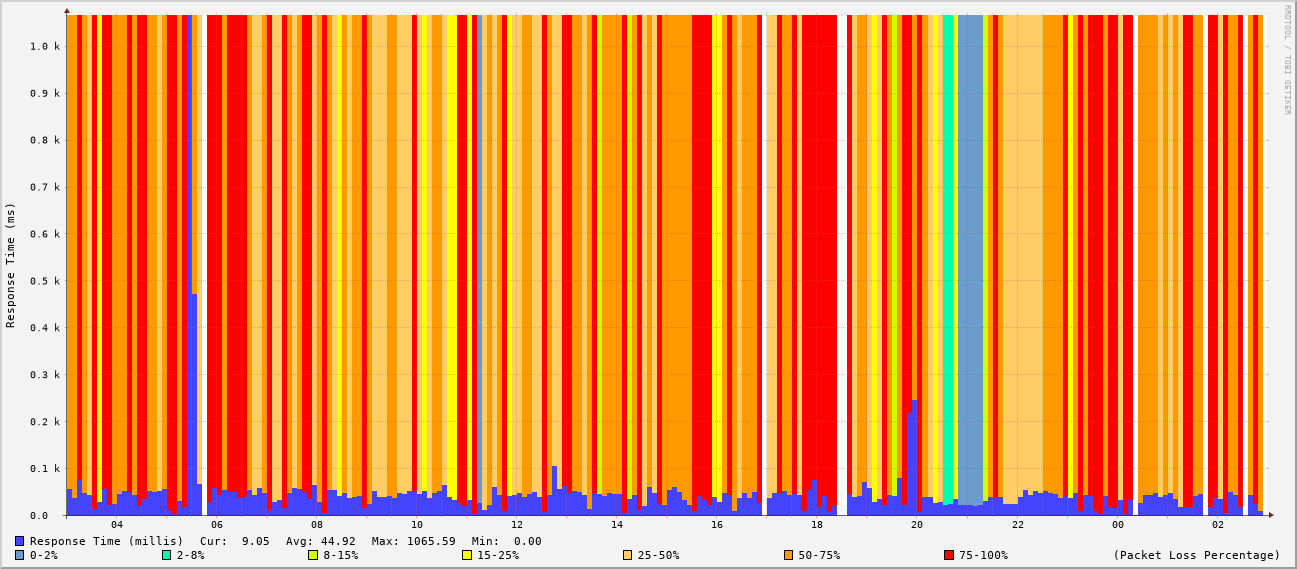 RRDTOOL / TOBI OETIKER
Response Time (ms)
1.0 k
0.9 k
0.8 k
0.7 k
0.6 k
0.5 k
0.4 k
0.3 k
0.2 k
0.1 k
0.0
04 06 08 10 12 14 16 18 20 22 00 02
Response Time (millis) Cur: 9.05 Avg: 44.92 Max: 1065.59 Min: 0.00
0-2% 2-8% 8-15% 15-25% 25-50% 50-75% 75-100% (Packet Loss Percentage)